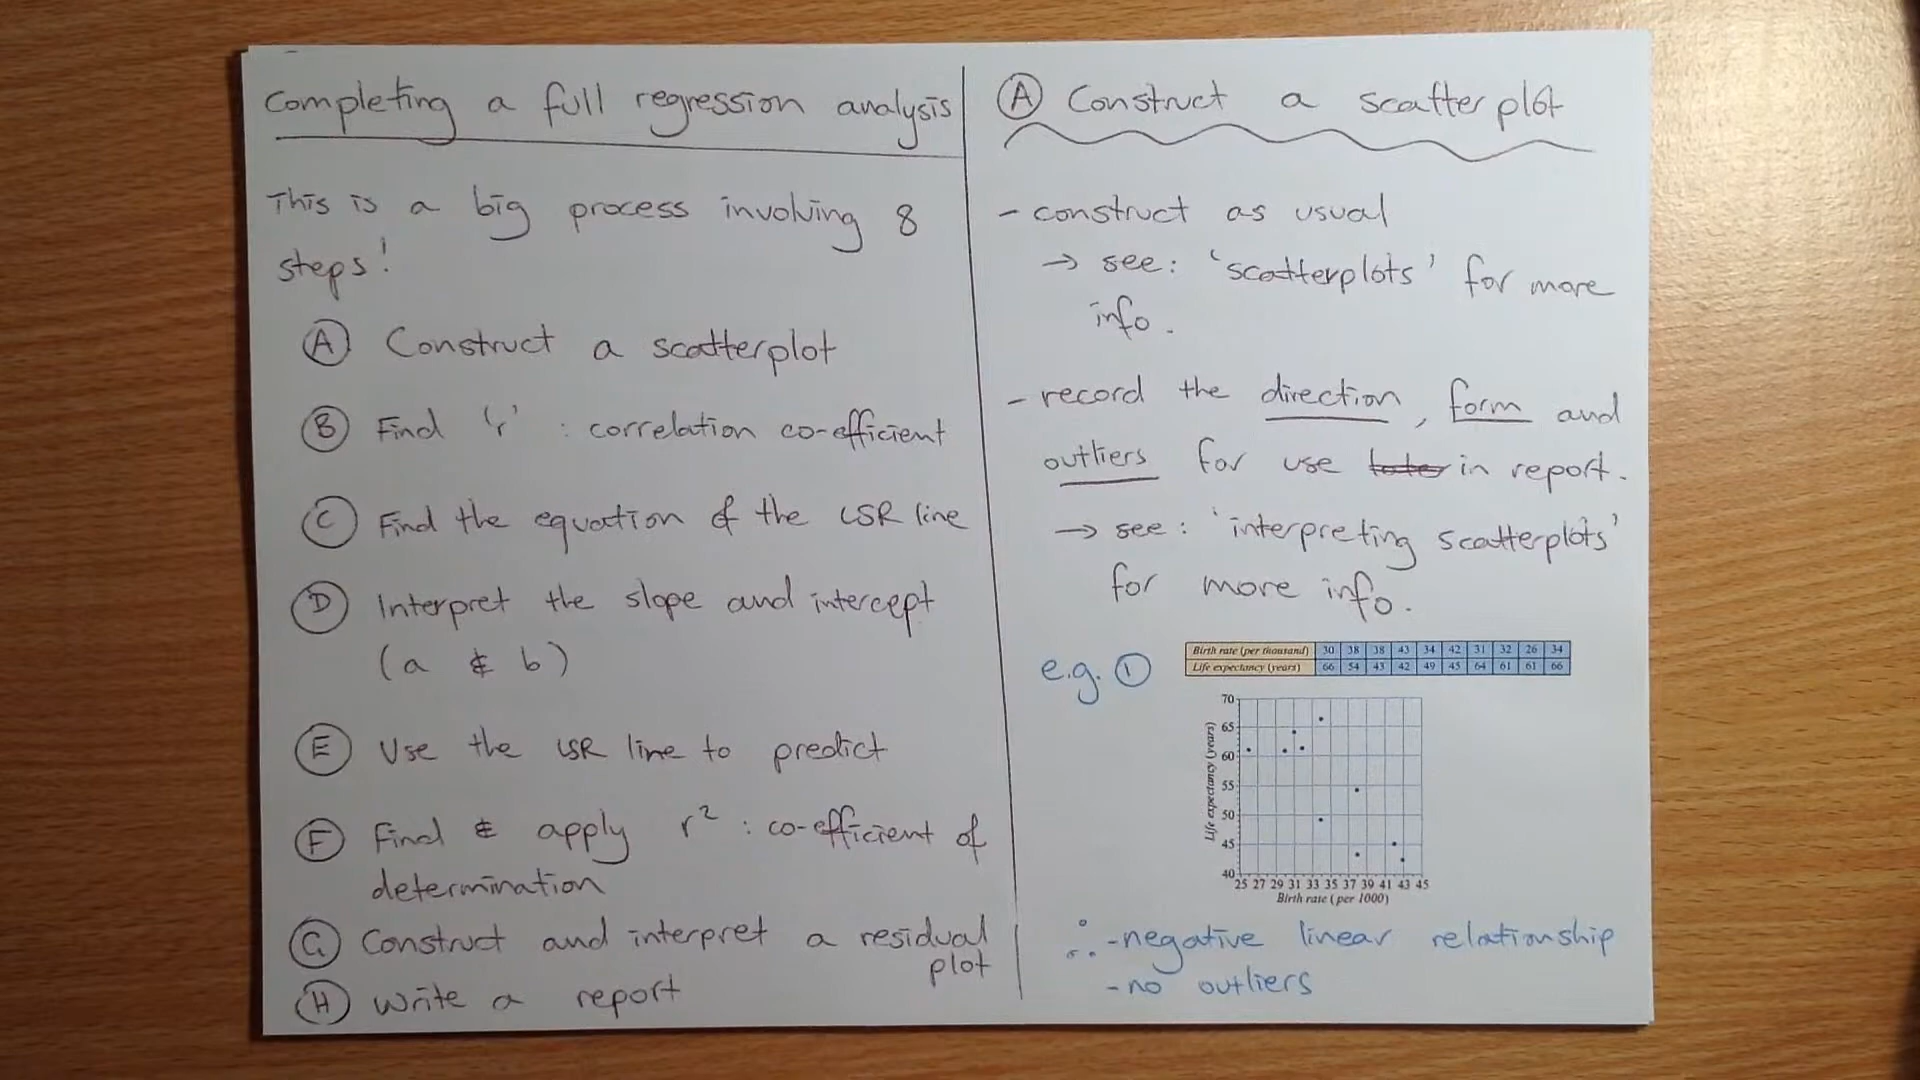 Completing a full regression analysis
This is a big process involving 8
steps!
(A) Construct a scatterplot
(B) Find 'r' : correlation co-efficient
(C) Find the equation of the LSR line
(D) Interpret the slope and intercept
(a & b)
(E) Use the LSR line to predict
(F) Find & apply r² : co-efficient of
determination
(G) Construct and interpret a residual
plot
(H) Write a report
(A) Construct a scatterplot
- construct as usual
→ see: 'scatterplots' for more
info.
- record the direction, form and
outliers for use later in report.
→ see: 'interpreting scatterplots'
for more info.
e.g. (1)
Birth rate (per thousand) 30 38 38 43 34 42 31 32 26 34
Life expectancy (years) 66 54 43 42 49 45 64 61 61 66
70
65
60
55
50
45
40
Life expectancy (years)
25 27 29 31 33 35 37 39 41 43 45
Birth rate (per 1000)
∴ -negative linear relationship
-no outliers